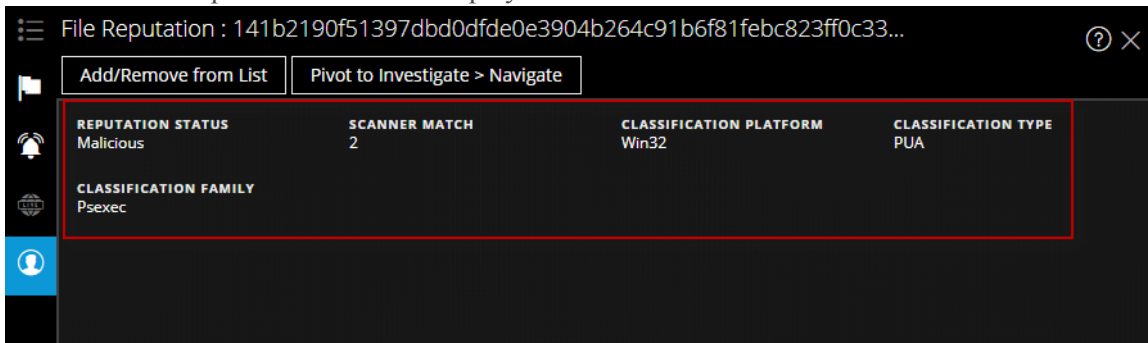 File Reputation : 141b2190f51397dbd0dfde0e3904b264c91b6f81febc823ff0c33...
Add/Remove from List Pivot to Investigate > Navigate
REPUTATION STATUS SCANNER MATCH CLASSIFICATION PLATFORM CLASSIFICATION TYPE
Malicious 2 Win32 PUA
CLASSIFICATION FAMILY
Psexec
LIVE